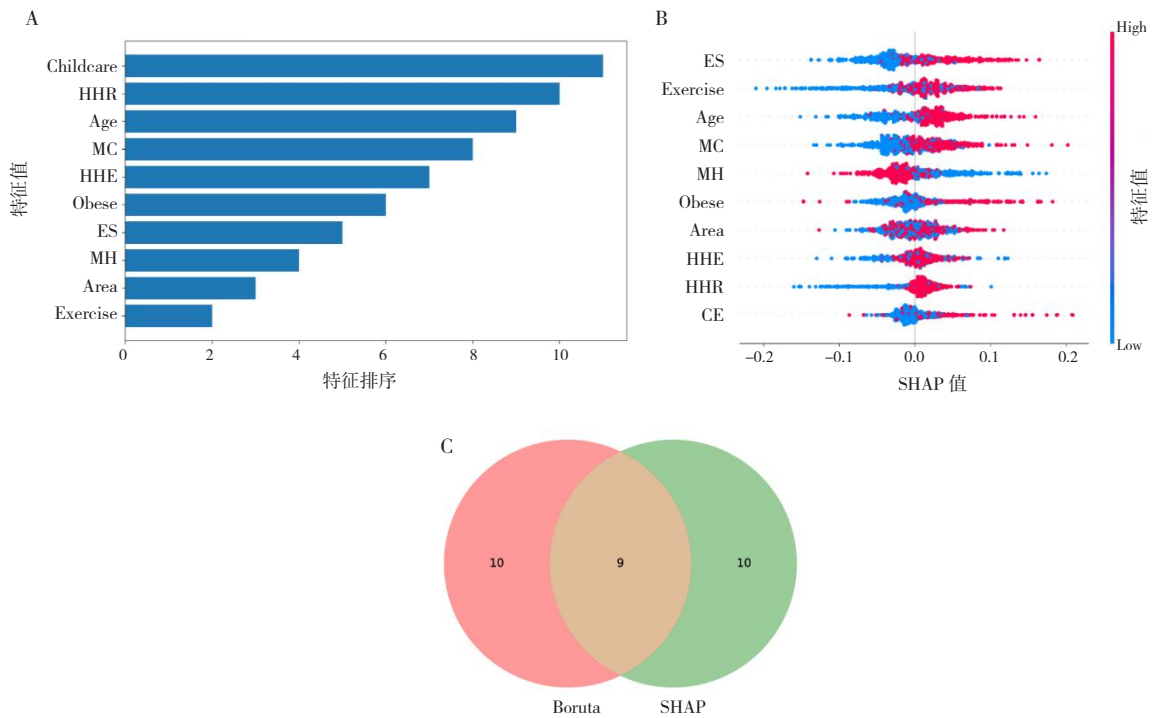 A
特征值
Childcare
HHR
Age
MC
HHE
Obese
ES
MH
Area
Exercise
0 2 4 6 8 10
特征排序
B
ES
Exercise
Age
MC
MH
Obese
Area
HHE
HHR
CE
−0.2 −0.1 0.0 0.1 0.2
SHAP 值
High
特征值
Low
C
10 9 10
Boruta SHAP